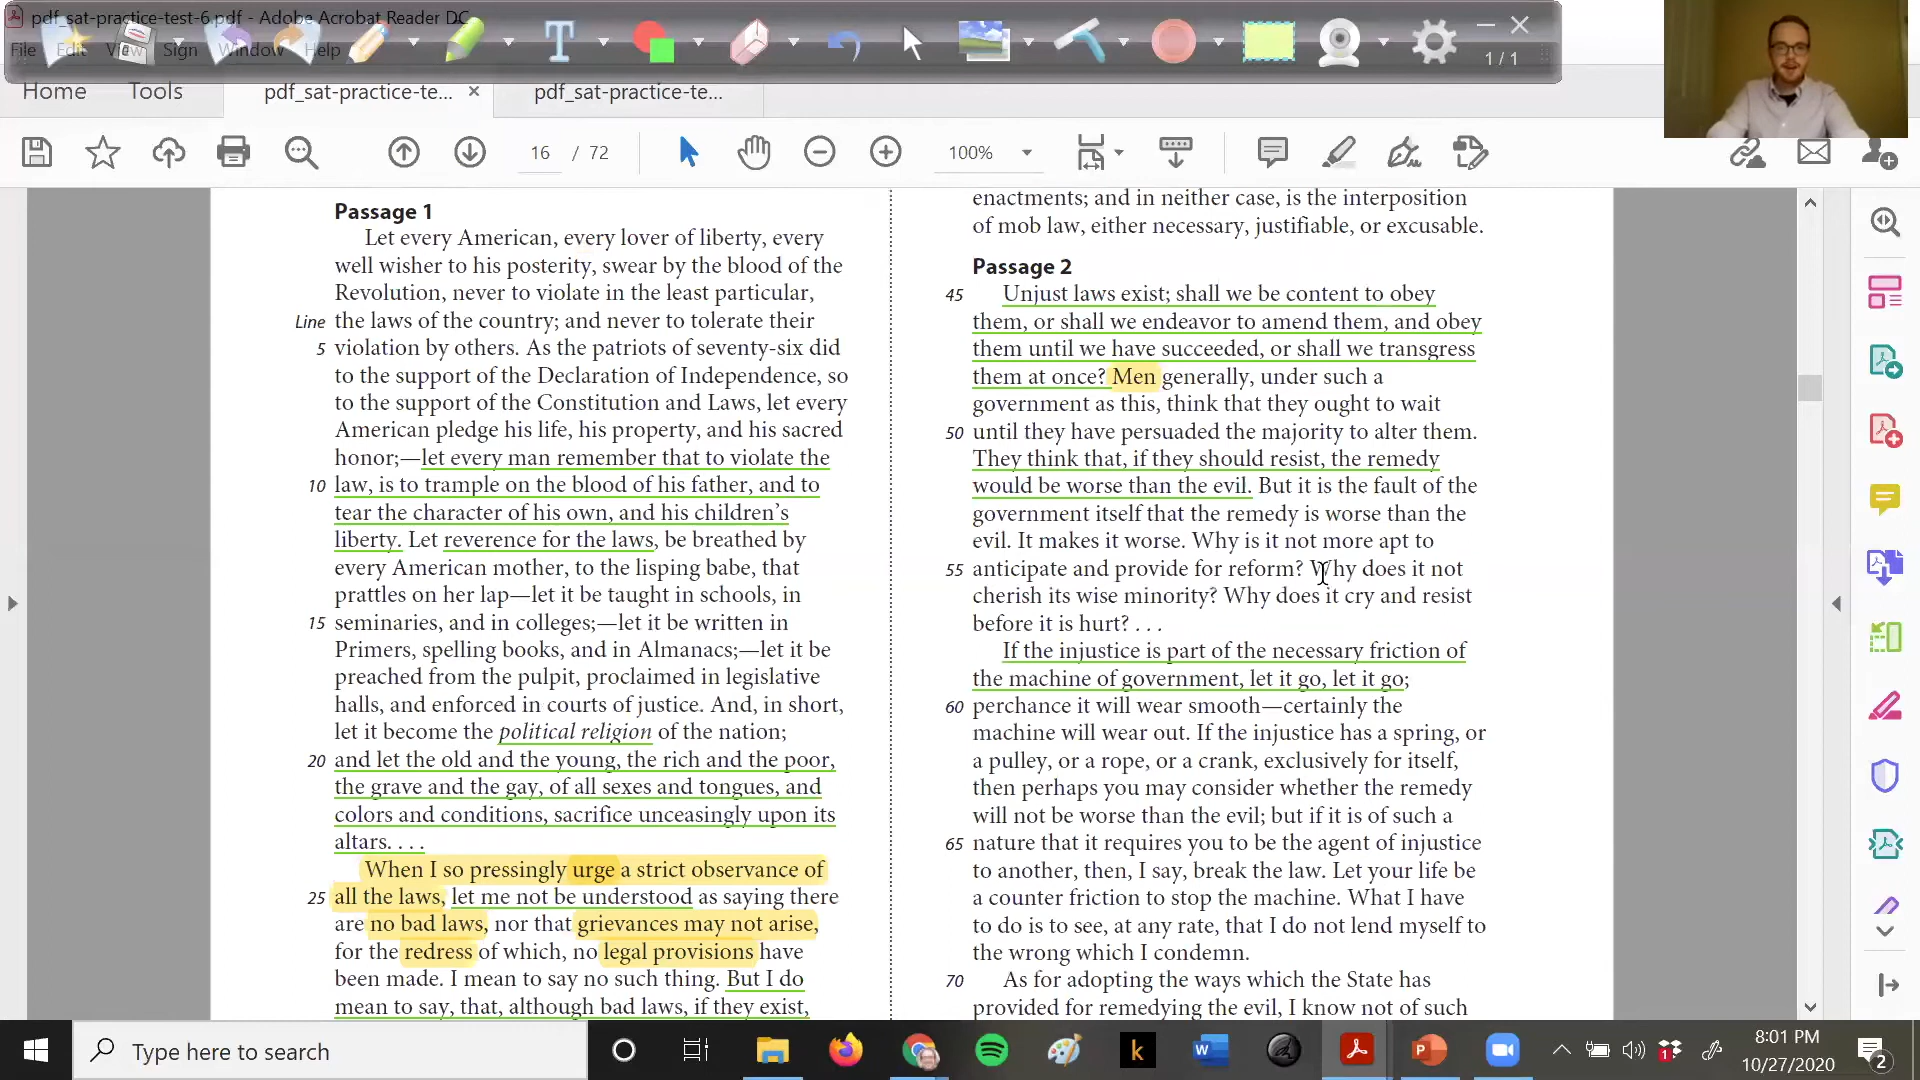 pdf_sat-practice-test-6.pdf - Adobe Acrobat Reader DC
File Edit View Sign Window Help
1 / 1
Home Tools pdf_sat-practice-te... × pdf_sat-practice-te...
16 / 72 100%
Passage 1
Let every American, every lover of liberty, every
well wisher to his posterity, swear by the blood of the
Revolution, never to violate in the least particular,
Line the laws of the country; and never to tolerate their
5 violation by others. As the patriots of seventy-six did
to the support of the Declaration of Independence, so
to the support of the Constitution and Laws, let every
American pledge his life, his property, and his sacred
honor;—let every man remember that to violate the
10 law, is to trample on the blood of his father, and to
tear the character of his own, and his children's
liberty. Let reverence for the laws, be breathed by
every American mother, to the lisping babe, that
prattles on her lap—let it be taught in schools, in
15 seminaries, and in colleges;—let it be written in
Primers, spelling books, and in Almanacs;—let it be
preached from the pulpit, proclaimed in legislative
halls, and enforced in courts of justice. And, in short,
let it become the political religion of the nation;
20 and let the old and the young, the rich and the poor,
the grave and the gay, of all sexes and tongues, and
colors and conditions, sacrifice unceasingly upon its
altars. . . .
When I so pressingly urge a strict observance of
25 all the laws, let me not be understood as saying there
are no bad laws, nor that grievances may not arise,
for the redress of which, no legal provisions have
been made. I mean to say no such thing. But I do
mean to say, that, although bad laws, if they exist,
enactments; and in neither case, is the interposition
of mob law, either necessary, justifiable, or excusable.
Passage 2
45 Unjust laws exist; shall we be content to obey
them, or shall we endeavor to amend them, and obey
them until we have succeeded, or shall we transgress
them at once? Men generally, under such a
government as this, think that they ought to wait
50 until they have persuaded the majority to alter them.
They think that, if they should resist, the remedy
would be worse than the evil. But it is the fault of the
government itself that the remedy is worse than the
evil. It makes it worse. Why is it not more apt to
55 anticipate and provide for reform? Why does it not
cherish its wise minority? Why does it cry and resist
before it is hurt? . . .
If the injustice is part of the necessary friction of
the machine of government, let it go, let it go;
60 perchance it will wear smooth—certainly the
machine will wear out. If the injustice has a spring, or
a pulley, or a rope, or a crank, exclusively for itself,
then perhaps you may consider whether the remedy
will not be worse than the evil; but if it is of such a
65 nature that it requires you to be the agent of injustice
to another, then, I say, break the law. Let your life be
a counter friction to stop the machine. What I have
to do is to see, at any rate, that I do not lend myself to
the wrong which I condemn.
70 As for adopting the ways which the State has
provided for remedying the evil, I know not of such
Type here to search
8:01 PM
10/27/2020
2